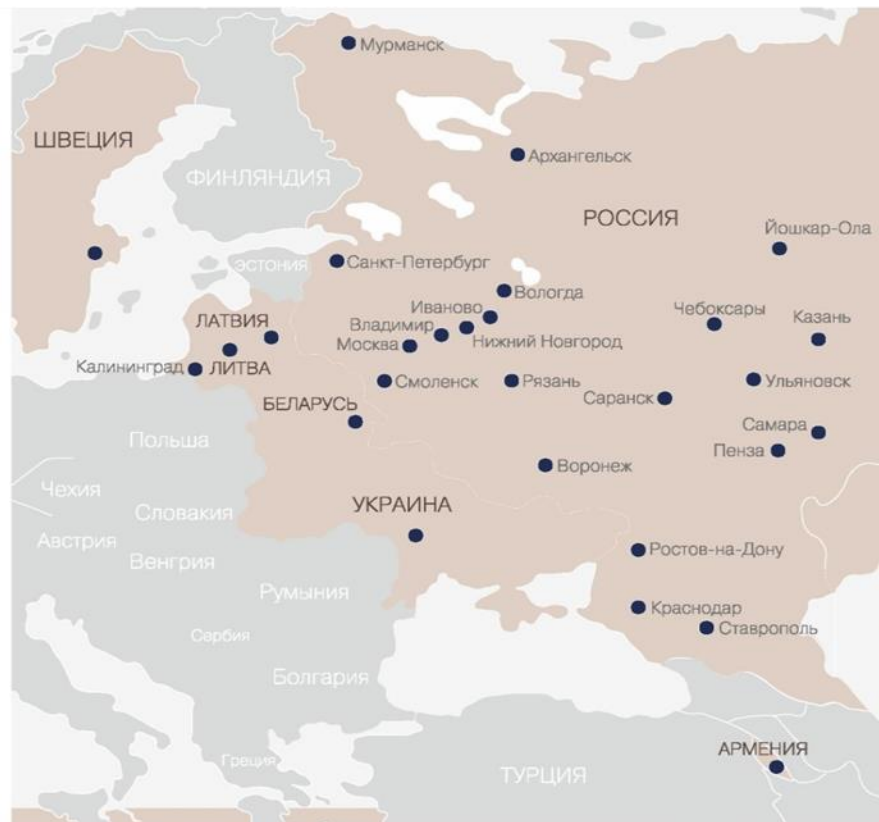 Мурманск
ШВЕЦИЯ
Архангельск
ФИНЛЯНДИЯ
РОССИЯ
Йошкар-Ола
Санкт-Петербург
ЭСТОНИЯ
Вологда
Иваново
Чебоксары
Казань
ЛАТВИЯ
Владимир
Нижний Новгород
Москва
Калининград
ЛИТВА
Смоленск
Рязань
Ульяновск
Саранск
БЕЛАРУСЬ
Самара
Польша
Пенза
Воронеж
Чехия
УКРАИНА
Словакия
Австрия
Венгрия
Ростов-на-Дону
Румыния
Краснодар
Ставрополь
Сербия
Болгария
АРМЕНИЯ
Греция
ТУРЦИЯ